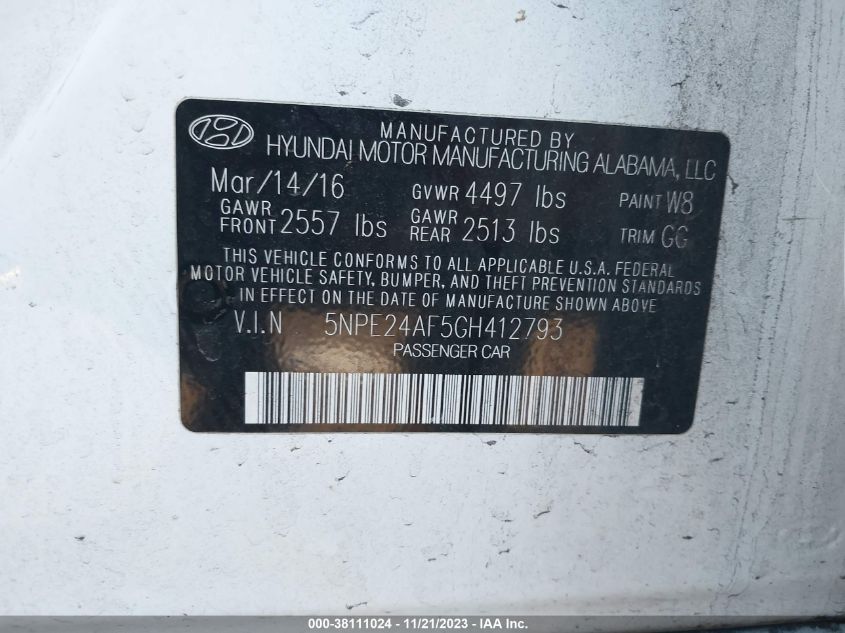 MANUFACTURED BY
HYUNDAI MOTOR MANUFACTURING ALABAMA, LLC
Mar/14/16 GVWR 4497 lbs PAINT W8
GAWR FRONT 2557 lbs GAWR REAR 2513 lbs TRIM GG
THIS VEHICLE CONFORMS TO ALL APPLICABLE U.S.A. FEDERAL
MOTOR VEHICLE SAFETY, BUMPER, AND THEFT PREVENTION STANDARDS
IN EFFECT ON THE DATE OF MANUFACTURE SHOWN ABOVE
V.I.N 5NPE24AF5GH412793
PASSENGER CAR
000-38111024 - 11/21/2023 - IAA Inc.